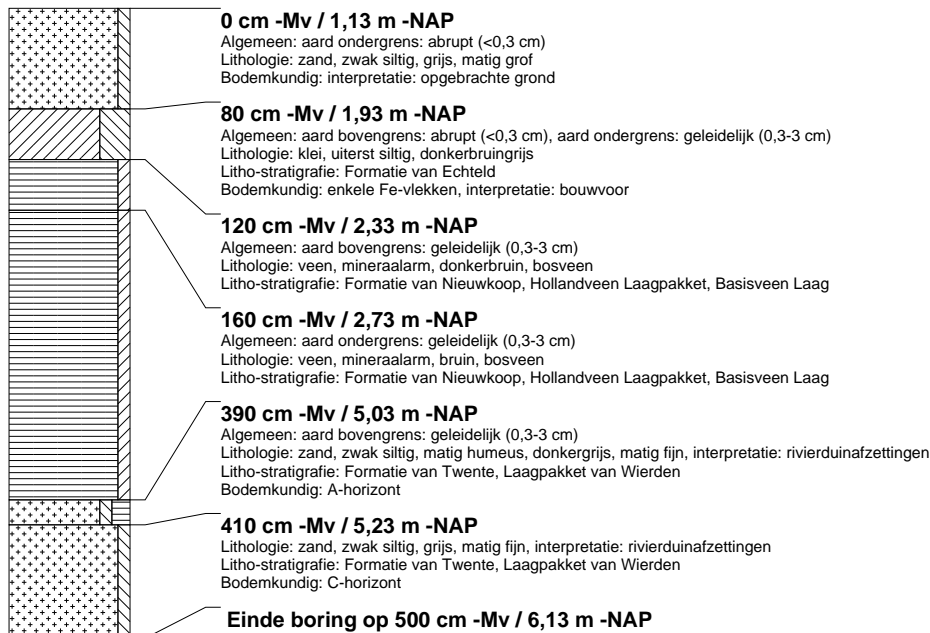 0 cm -Mv / 1,13 m -NAP
Algemeen: aard ondergrens: abrupt (<0,3 cm)
Lithologie: zand, zwak siltig, grijs, matig grof
Bodemkundig: interpretatie: opgebrachte grond
80 cm -Mv / 1,93 m -NAP
Algemeen: aard bovengrens: abrupt (<0,3 cm), aard ondergrens: geleidelijk (0,3-3 cm)
Lithologie: klei, uiterst siltig, donkerbruingrijs
Litho-stratigrafie: Formatie van Echteld
Bodemkundig: enkele Fe-vlekken, interpretatie: bouwvoor
120 cm -Mv / 2,33 m -NAP
Algemeen: aard bovengrens: geleidelijk (0,3-3 cm)
Lithologie: veen, mineraalarm, donkerbruin, bosveen
Litho-stratigrafie: Formatie van Nieuwkoop, Hollandveen Laagpakket, Basisveen Laag
160 cm -Mv / 2,73 m -NAP
Algemeen: aard ondergrens: geleidelijk (0,3-3 cm)
Lithologie: veen, mineraalarm, bruin, bosveen
Litho-stratigrafie: Formatie van Nieuwkoop, Hollandveen Laagpakket, Basisveen Laag
390 cm -Mv / 5,03 m -NAP
Algemeen: aard bovengrens: geleidelijk (0,3-3 cm)
Lithologie: zand, zwak siltig, matig humeus, donkergrijs, matig fijn, interpretatie: rivierduinafzettingen
Litho-stratigrafie: Formatie van Twente, Laagpakket van Wierden
Bodemkundig: A-horizont
410 cm -Mv / 5,23 m -NAP
Lithologie: zand, zwak siltig, grijs, matig fijn, interpretatie: rivierduinafzettingen
Litho-stratigrafie: Formatie van Twente, Laagpakket van Wierden
Bodemkundig: C-horizont
Einde boring op 500 cm -Mv / 6,13 m -NAP